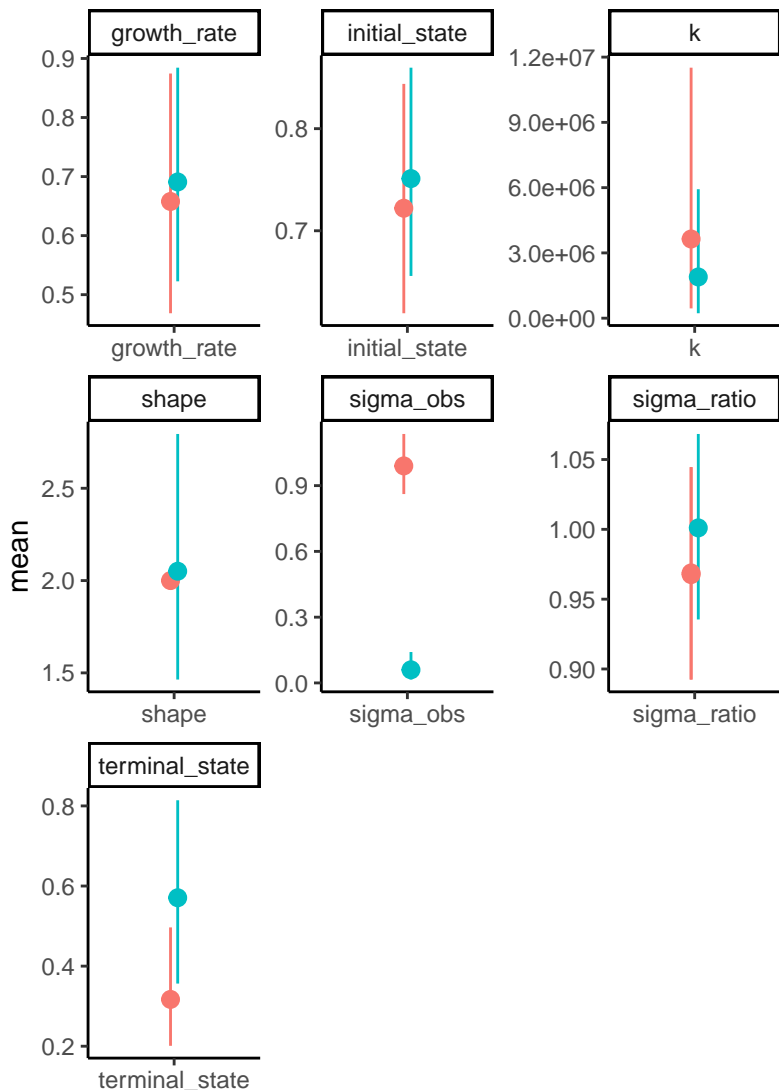 growth_rate
0.9
0.8
0.7
0.6
0.5
growth_rate
initial_state
0.8
0.7
initial_state
k
1.2e+07
9.0e+06
6.0e+06
3.0e+06
0.0e+00
k
mean
shape
2.5
2.0
1.5
shape
sigma_obs
0.9
0.6
0.3
0.0
sigma_obs
sigma_ratio
1.05
1.00
0.95
0.90
sigma_ratio
terminal_state
0.8
0.6
0.4
0.2
terminal_state